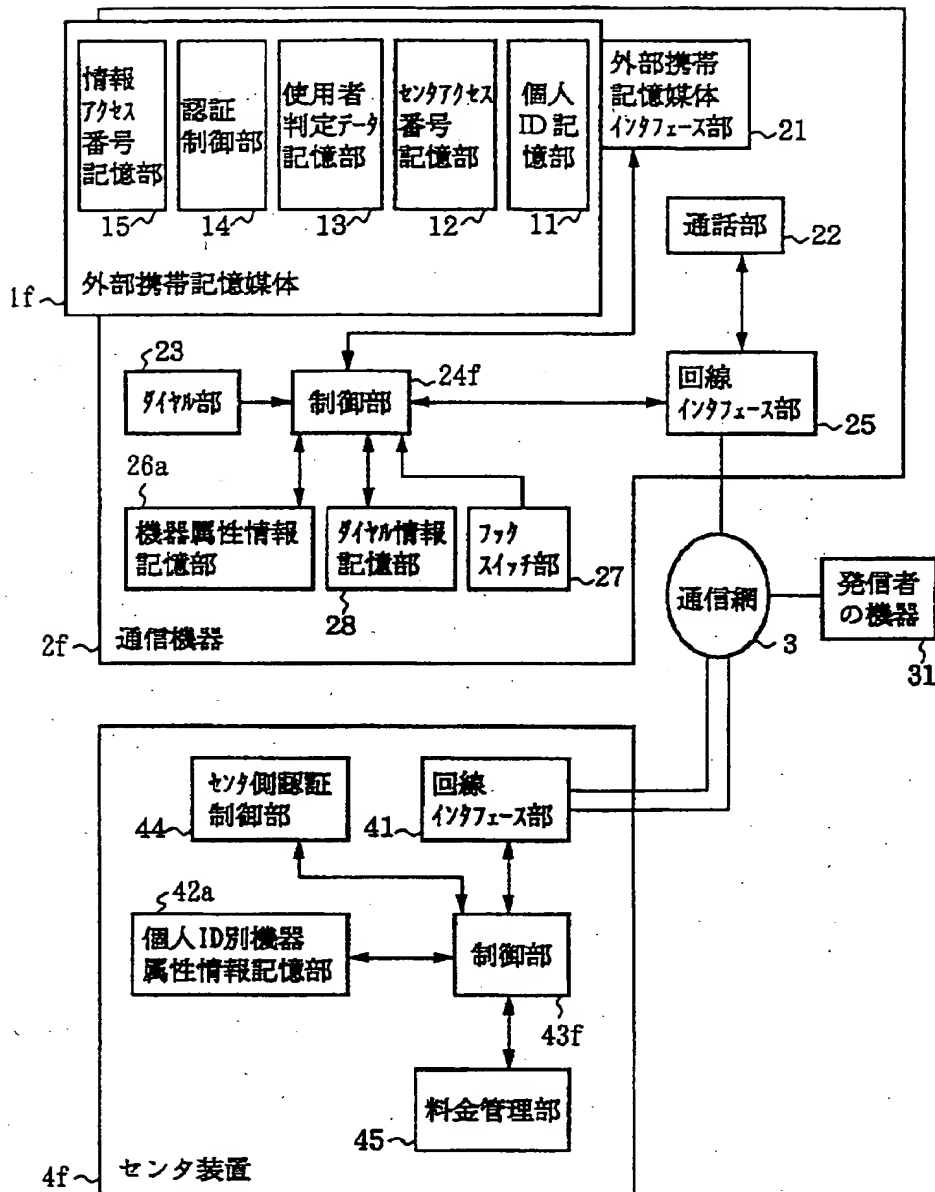 情報
アクセス
番号
記憶部
15
認証
制御部
14
使用者
判定データ
記憶部
13
センタアクセス
番号
記憶部
12
個人
ID記
憶部
11
外部携帯
記憶媒体
インタフェース部
21
外部携帯記憶媒体
1f
通話部
22
23
ダイヤル部
24f
制御部
回線
インタフェース部
25
26a
機器属性情報
記憶部
ダイヤル情報
記憶部
28
フック
スイッチ部
27
通信機器
2f
通信網
3
発信者
の機器
31
センタ側認証
制御部
44
回線
インタフェース部
41
42a
個人ID別機器
属性情報記憶部
制御部
43f
料金管理部
45
センタ装置
4f